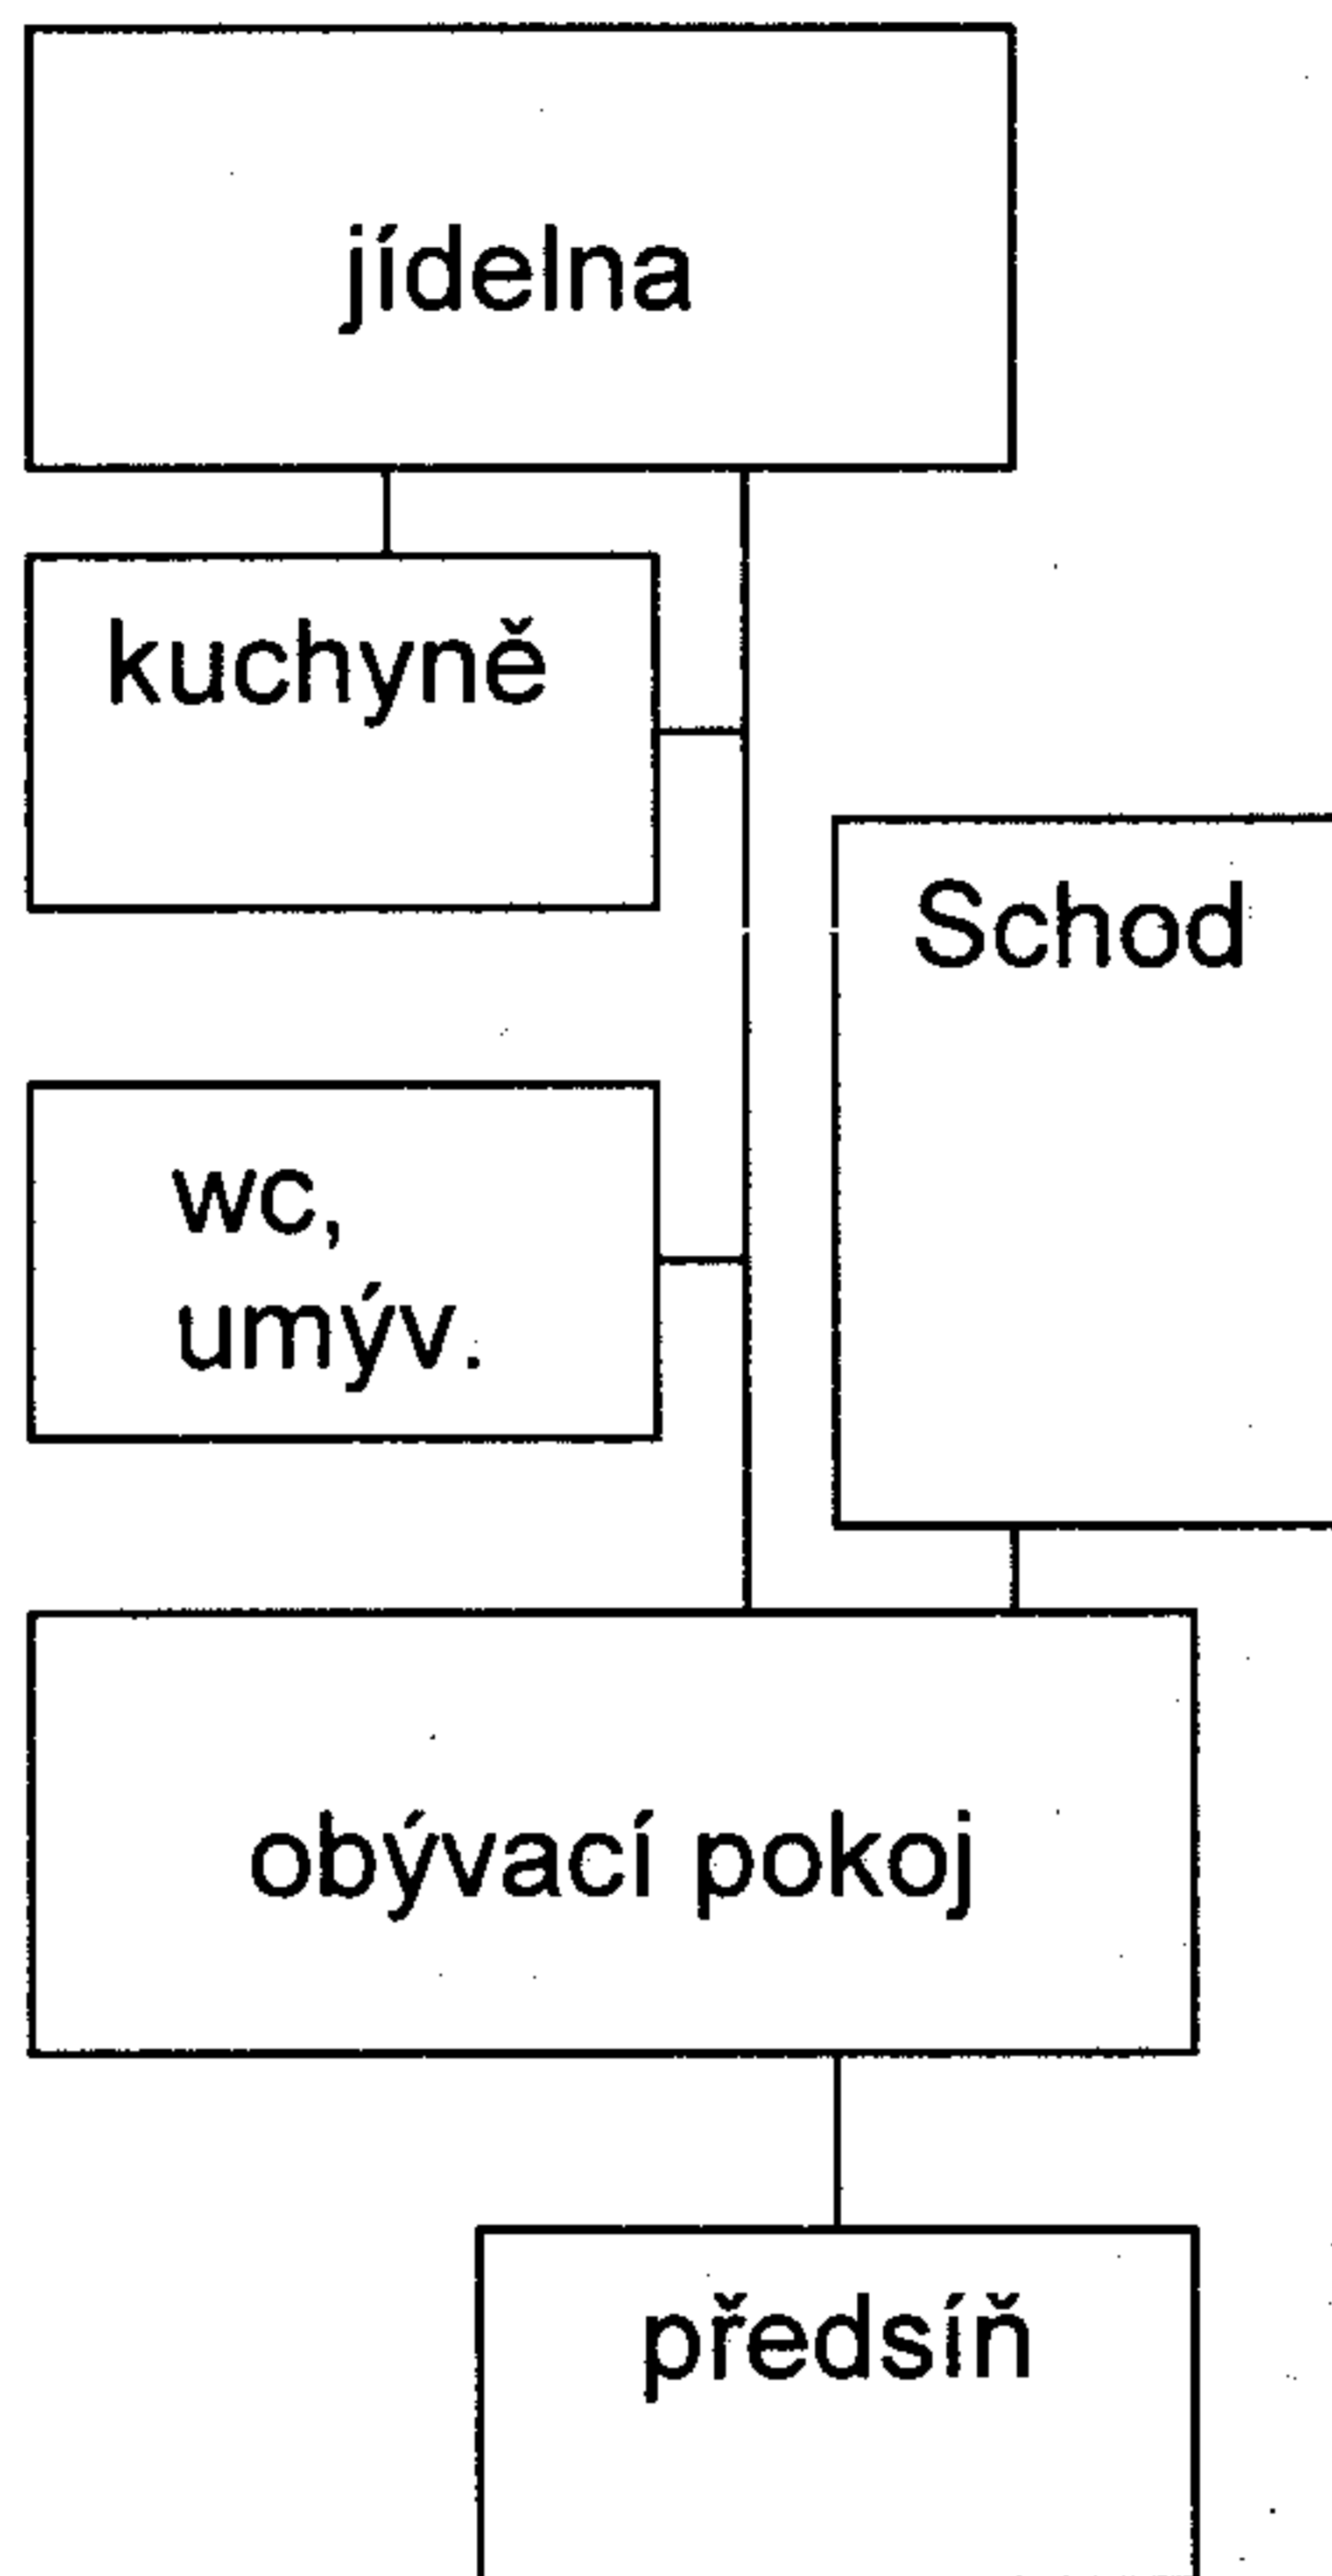 jídelna
kuchyně
Schod
wc,
umýv.
obývací pokoj
předsíň